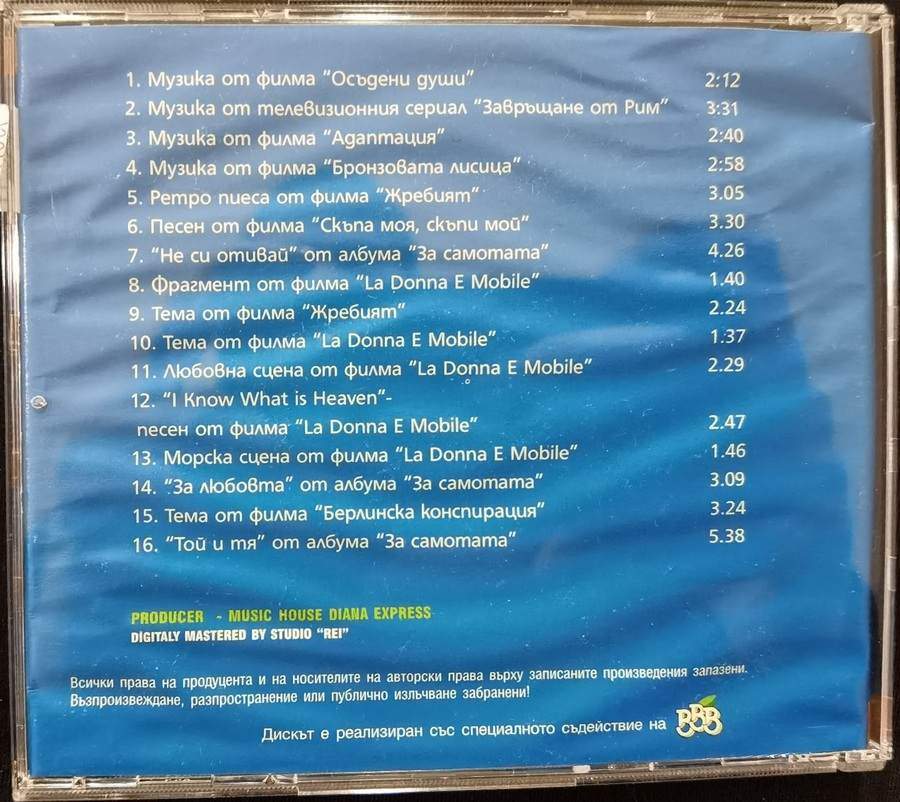 1. Музика от филма "Осъдени души" 2:12
2. Музика от телевизионния сериал "Завръщане от Рим" 3:31
3. Музика от филма "Адаптация" 2:40
4. Музика от филма "Бронзовата лисица" 2:58
5. Ретро пиеса от филма "Жребият" 3.05
6. Песен от филма "Скъпа моя, скъпи мой" 3.30
7. "Не си отивай" от албума "За самотата" 4.26
8. Фрагмент от филма "La Donna E Mobile" 1.40
9. Тема от филма "Жребият" 2.24
10. Тема от филма "La Donna E Mobile" 1.37
11. Любовна сцена от филма "La Donna E Mobile" 2.29
12. "I Know What is Heaven"-
песен от филма "La Donna E Mobile" 2.47
13. Морска сцена от филма "La Donna E Mobile" 1.46
14. "За любовта" от албума "За самотата" 3.09
15. Тема от филма "Берлинска конспирация" 3.24
16. "Той и тя" от албума "За самотата" 5.38
PRODUCER - MUSIC HOUSE DIANA EXPRESS
DIGITALY MASTERED BY STUDIO "REI"
Всички права на продуцента и на носителите на авторски права върху записаните произведения запазени.
Възпроизвеждане, разпространение или публично излъчване забранени!
Дискът е реализиран със специалното съдействие на BBB